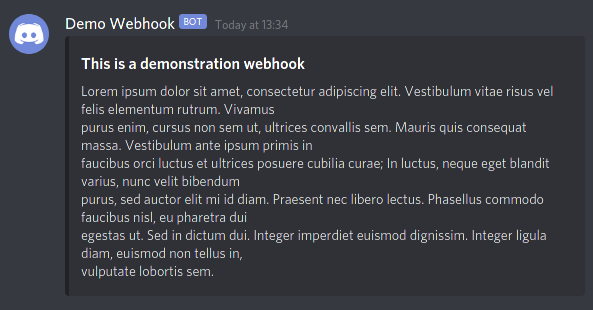 Demo Webhook BOT Today at 13:34
This is a demonstration webhook
Lorem ipsum dolor sit amet, consectetur adipiscing elit. Vestibulum vitae risus vel
felis elementum rutrum. Vivamus
purus enim, cursus non sem ut, ultrices convallis sem. Mauris quis consequat
massa. Vestibulum ante ipsum primis in
faucibus orci luctus et ultrices posuere cubilia curae; In luctus, neque eget blandit
varius, nunc velit bibendum
purus, sed auctor elit mi id diam. Praesent nec libero lectus. Phasellus commodo
faucibus nisl, eu pharetra dui
egestas ut. Sed in dictum dui. Integer imperdiet euismod dignissim. Integer ligula
diam, euismod non tellus in,
vulputate lobortis sem.